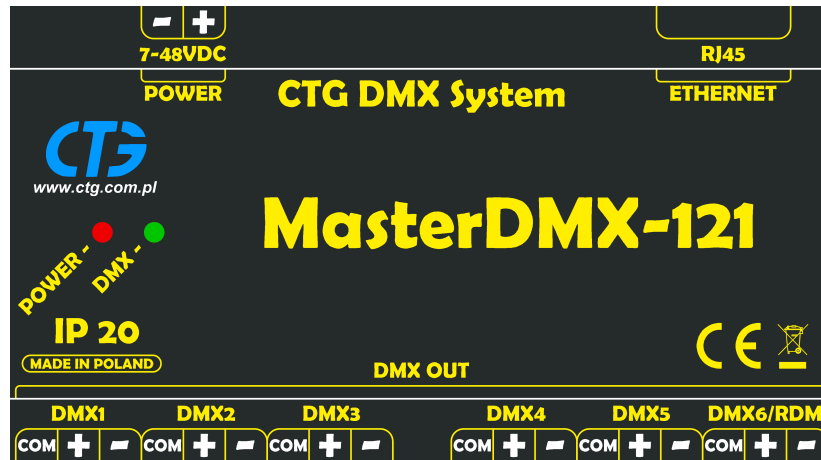 - +
7-48VDC RJ45
POWER CTG DMX System ETHERNET
CTG
www.ctg.com.pl
MasterDMX-121
POWER - DMX -
IP 20
MADE IN POLAND
CE
DMX OUT
DMX1 DMX2 DMX3 DMX4 DMX5 DMX6/RDM
COM + - COM + - COM + - COM + - COM + - COM + -